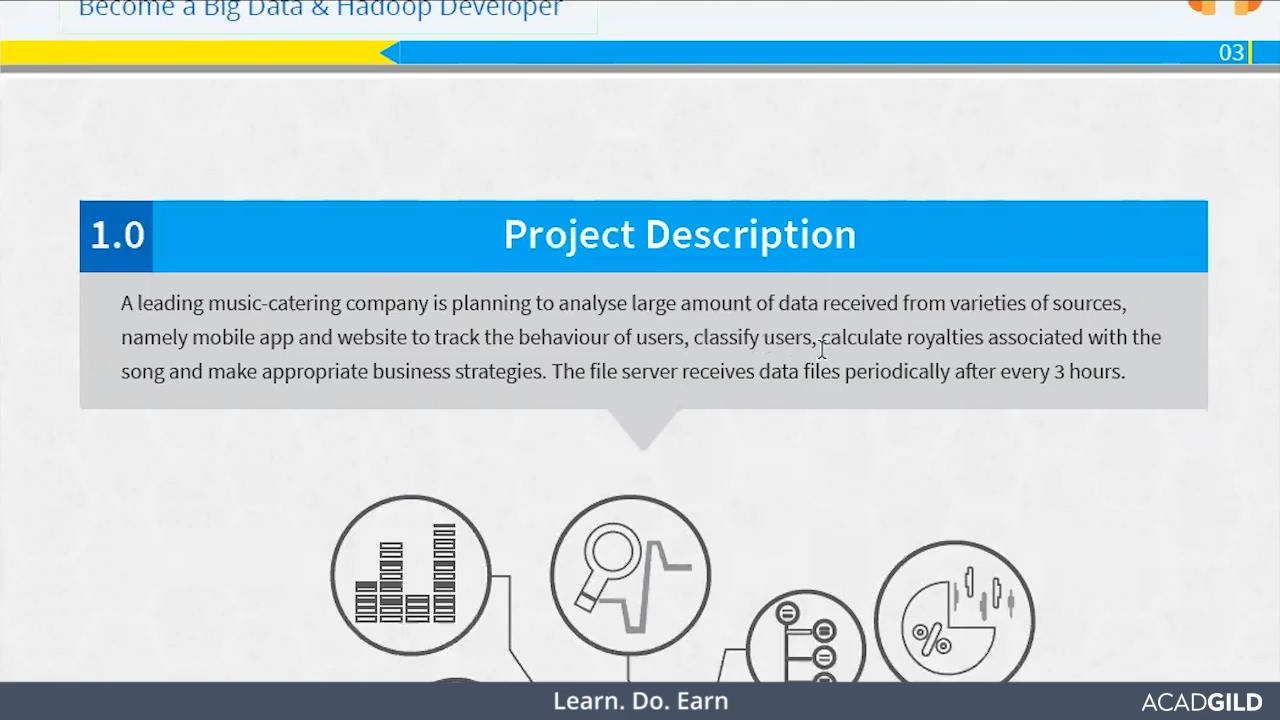 Become a Big Data & Hadoop Developer
03
1.0
Project Description
A leading music-catering company is planning to analyse large amount of data received from varieties of sources,
namely mobile app and website to track the behaviour of users, classify users, calculate royalties associated with the
song and make appropriate business strategies. The file server receives data files periodically after every 3 hours.
%
Learn. Do. Earn
ACADGILD